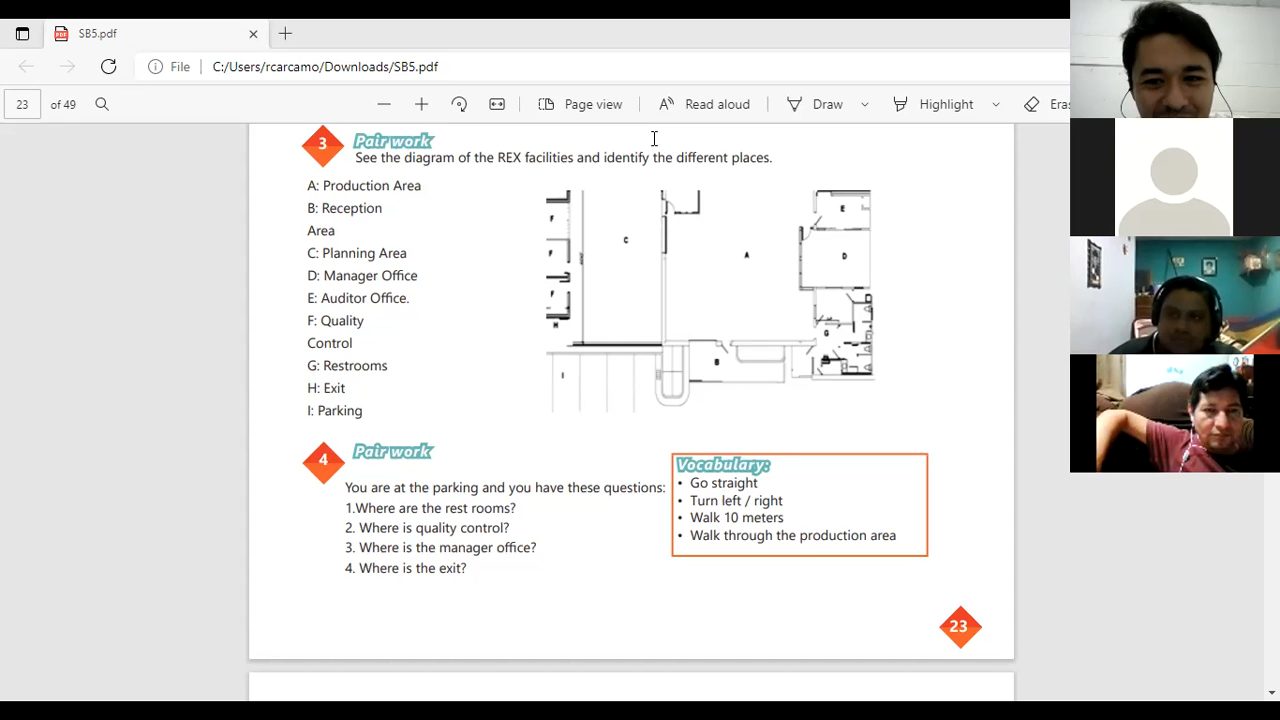 SB5.pdf
File C:/Users/rcarcamo/Downloads/SB5.pdf
23 of 49 Page view Read aloud Draw Highlight Eras
3 Pair work
See the diagram of the REX facilities and identify the different places.
A: Production Area
B: Reception
Area
C: Planning Area
D: Manager Office
E: Auditor Office.
F: Quality
Control
G: Restrooms
H: Exit
I: Parking
F
F
F
H
C
A
E
D
G
B
I
4 Pair work
You are at the parking and you have these questions:
1.Where are the rest rooms?
2. Where is quality control?
3. Where is the manager office?
4. Where is the exit?
Vocabulary:
• Go straight
• Turn left / right
• Walk 10 meters
• Walk through the production area
23